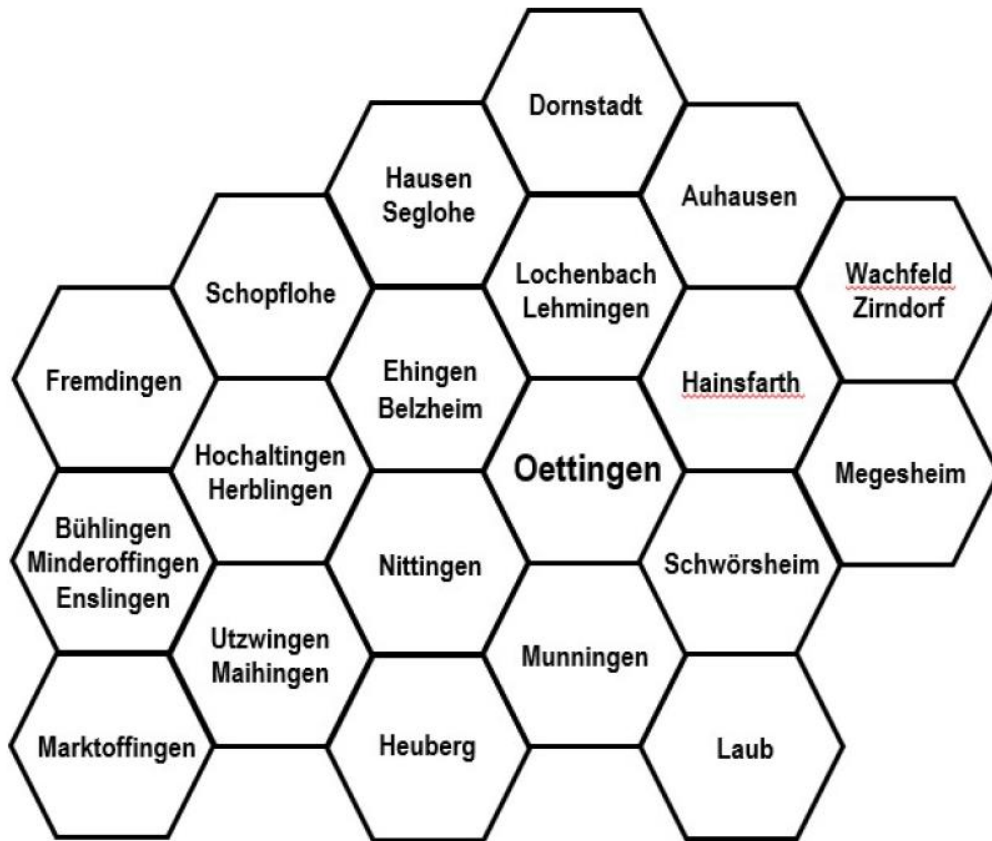 Dornstadt
Hausen
Seglohe
Auhausen
Schopflohe
Lochenbach
Lehmingen
Wachfeld
Zirndorf
Fremdingen
Ehingen
Belzheim
Hainsfarth
Hochaltingen
Herblingen
Oettingen
Megesheim
Bühlingen
Minderoffingen
Enslingen
Nittingen
Schwörsheim
Utzwingen
Maihingen
Munningen
Marktoffingen
Heuberg
Laub